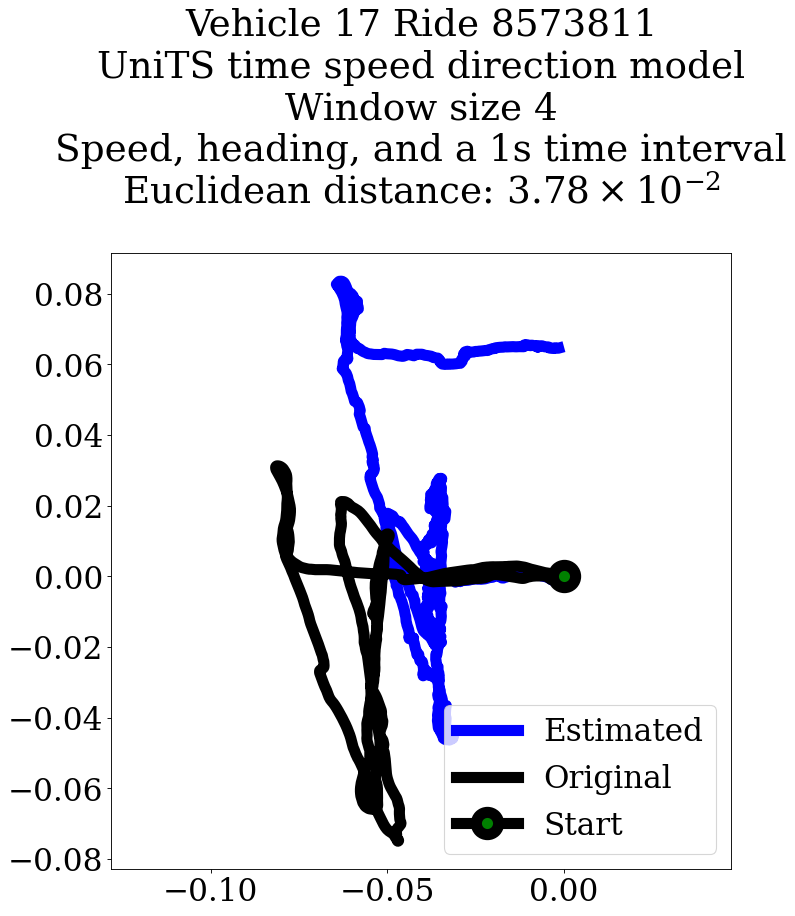 Vehicle 17 Ride 8573811
UniTS time speed direction model
Window size 4
Speed, heading, and a 1s time interval
Euclidean distance: 3.78 × 10⁻²
0.08
0.06
0.04
0.02
0.00
−0.02
−0.04
−0.06
−0.08
Estimated
Original
Start
−0.10
−0.05
0.00